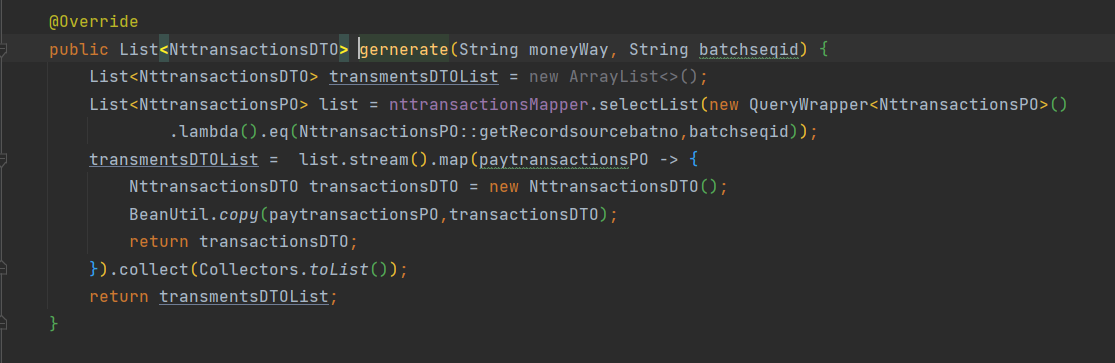 @Override
public List<NttransactionsDTO> gernerate(String moneyWay, String batchseqid) {
List<NttransactionsDTO> transmentsDTOList = new ArrayList<>();
List<NttransactionsPO> list = nttransactionsMapper.selectList(new QueryWrapper<NttransactionsPO>()
.lambda().eq(NttransactionsPO::getRecordsourcebatno,batchseqid));
transmentsDTOList =  list.stream().map(paytransactionsPO -> {
NttransactionsDTO transactionsDTO = new NttransactionsDTO();
BeanUtil.copy(paytransactionsPO,transactionsDTO);
return transactionsDTO;
}).collect(Collectors.toList());
return transmentsDTOList;
}